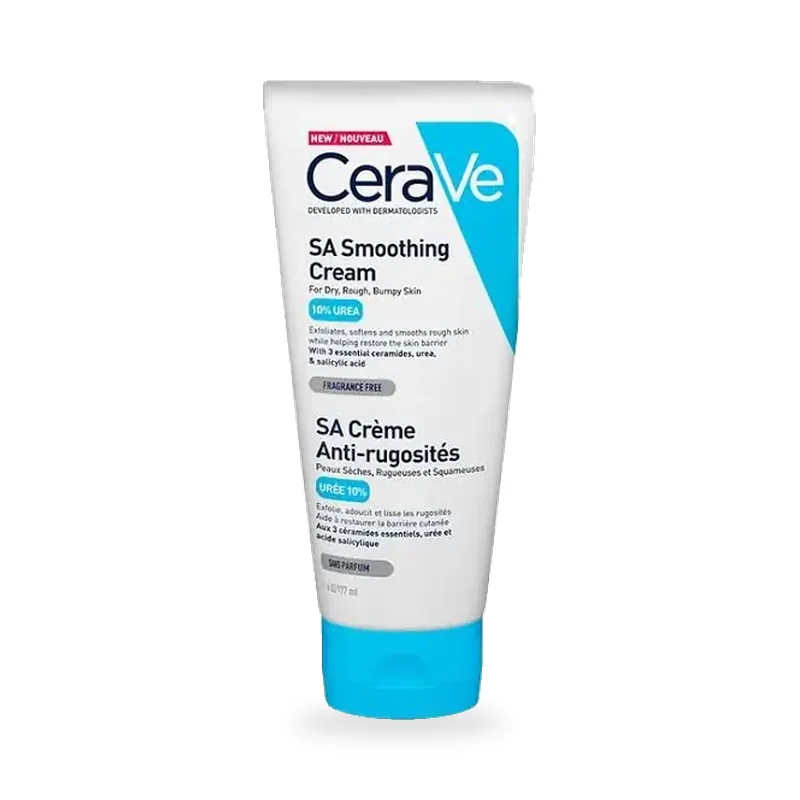 NEW / NOUVEAU
CeraVe
DEVELOPED WITH DERMATOLOGISTS
SA Smoothing
Cream
For Dry, Rough, Bumpy Skin
10% UREA
Exfoliates, softens and smooths rough skin
while helping restore the skin barrier
With 3 essential ceramides, urea,
& salicylic acid
FRAGRANCE FREE
SA Crème
Anti-rugosités
Peaux Sèches, Rugueuses et Squameuses
URÉE 10%
Exfolie, adoucit et lisse les rugosités
Aide à restaurer la barrière cutanée
Aux 3 céramides essentiels, urée et
acide salicylique
SANS PARFUM
177 ml